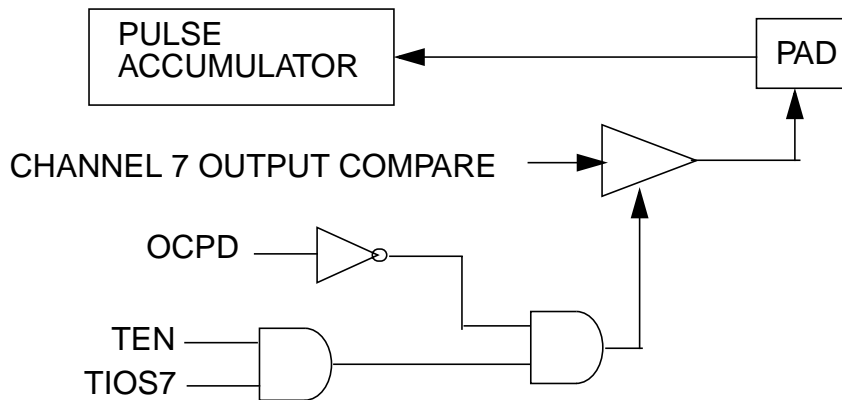 PULSE
ACCUMULATOR
PAD
CHANNEL 7 OUTPUT COMPARE
OCPD
TEN
TIOS7